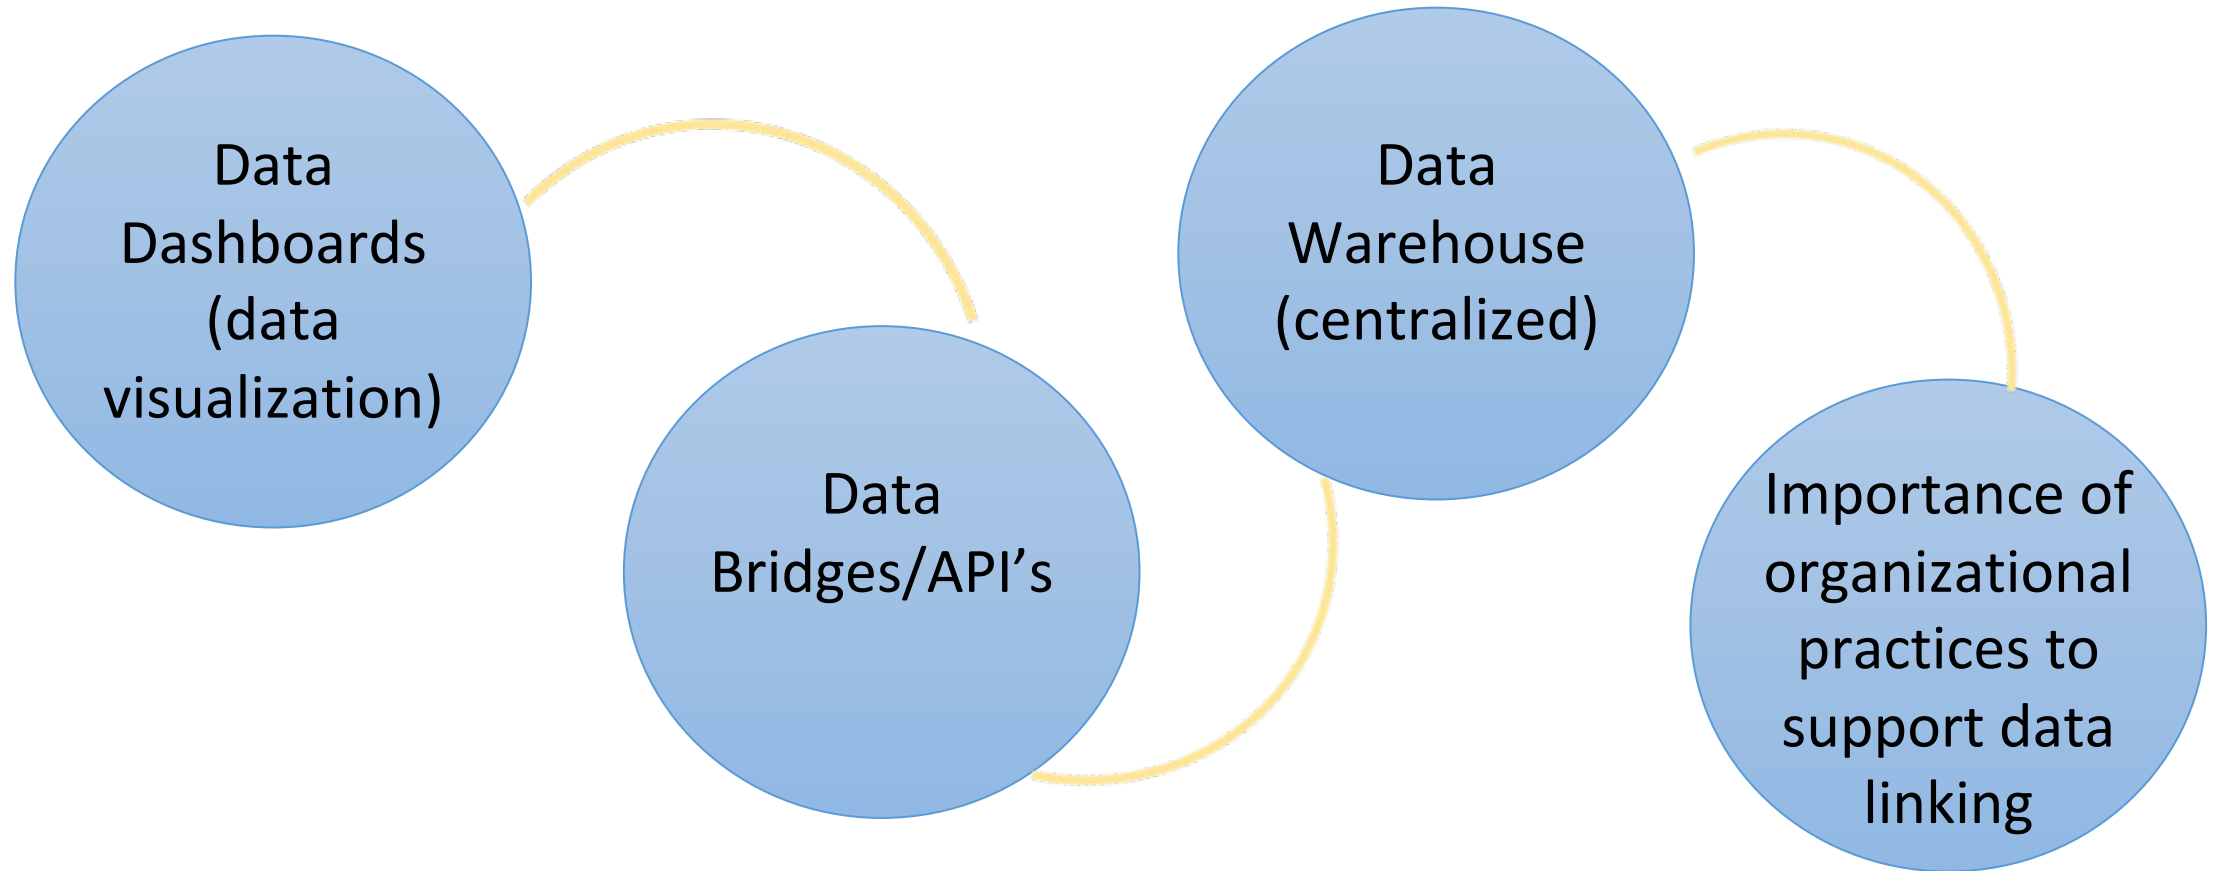 Data
Dashboards
(data
visualization)
Data
Bridges/API’s
Data
Warehouse
(centralized)
Importance of
organizational
practices to
support data
linking